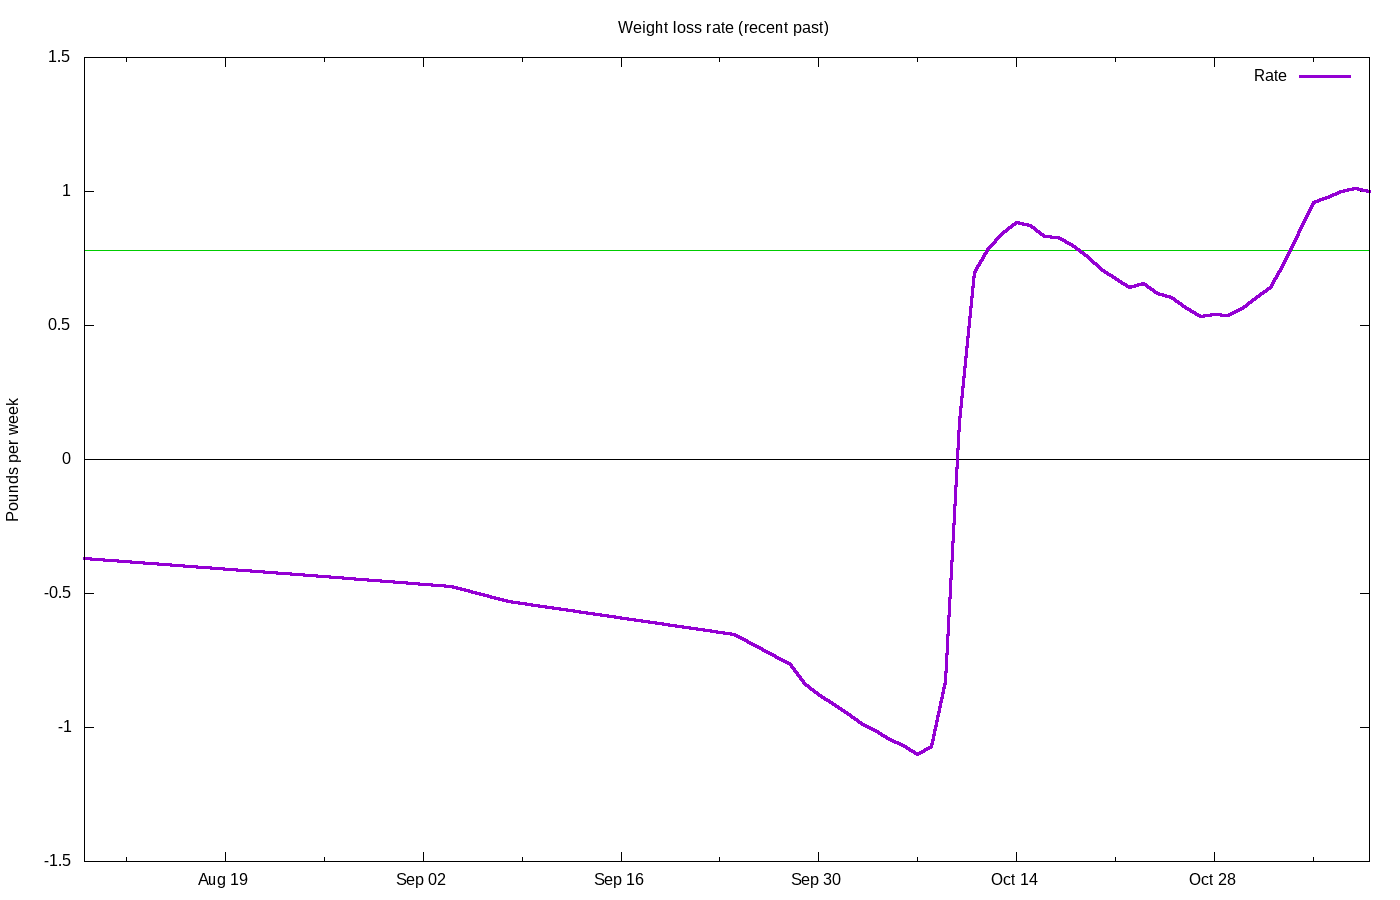 Weight loss rate (recent past)
Rate
Pounds per week
1.5
1
0.5
0
-0.5
-1
-1.5
Aug 19
Sep 02
Sep 16
Sep 30
Oct 14
Oct 28